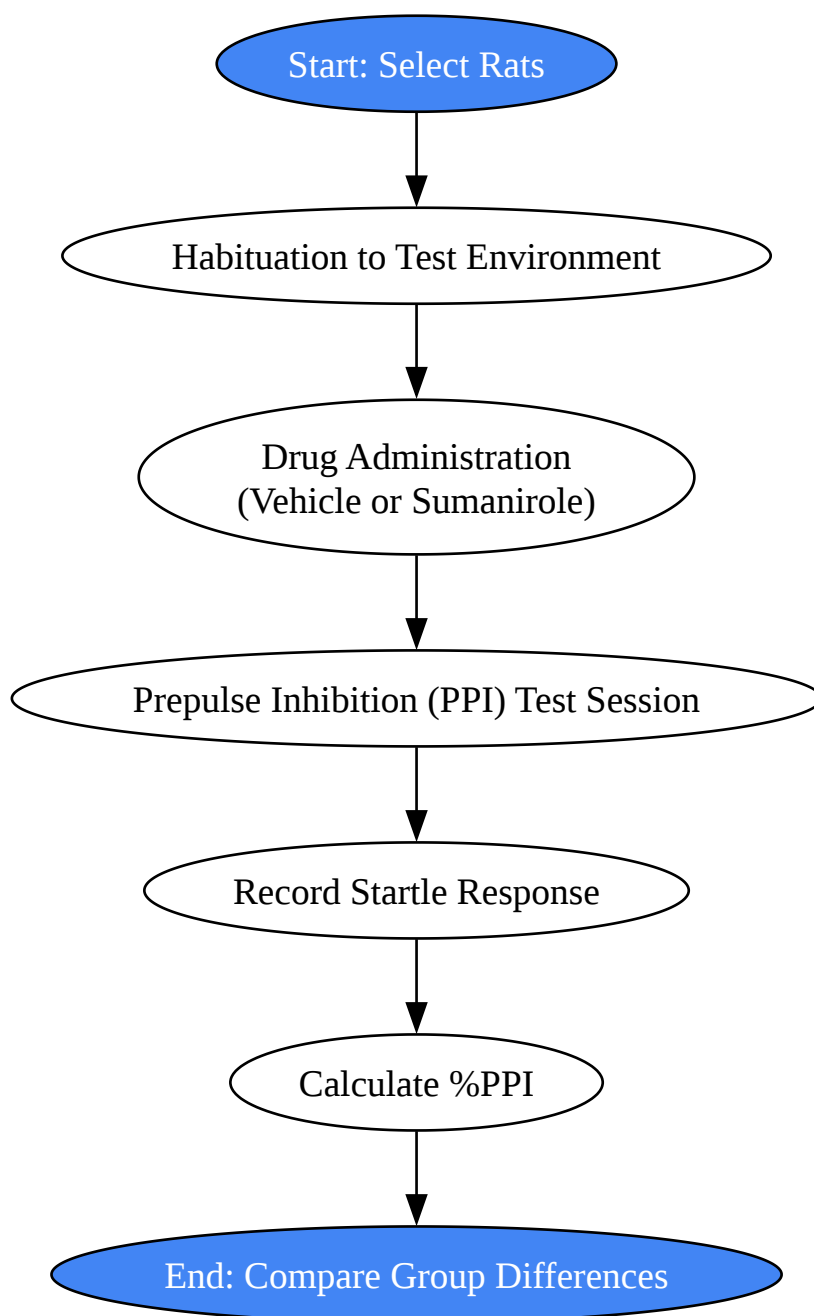 Start: Select Rats
Habituation to Test Environment
Drug Administration
(Vehicle or Sumanirole)
Prepulse Inhibition (PPI) Test Session
Record Startle Response
Calculate %PPI
End: Compare Group Differences